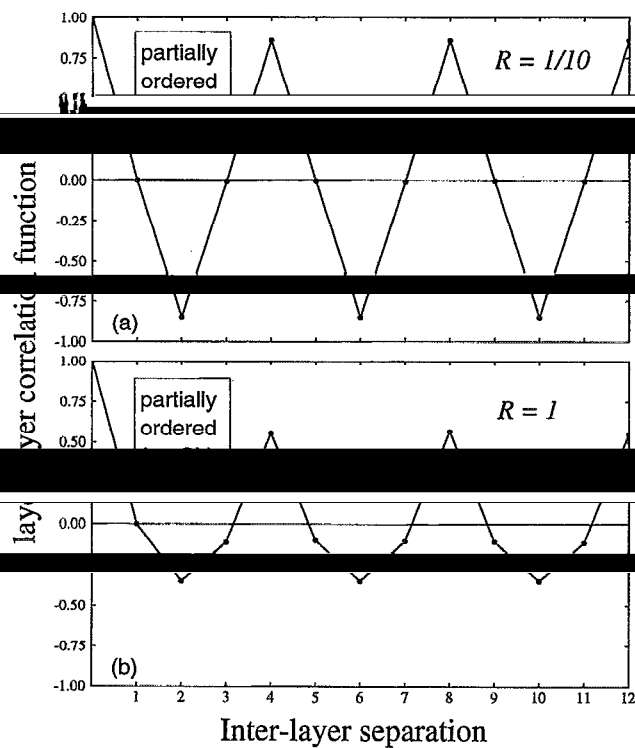 1.00
partially
ordered
R = 1/10
0.75
0.00
-0.25
-0.50
-0.75
-1.00
(a)
correlation function
1.00
partially
ordered
R = 1
0.75
0.50
0.00
-0.50
-0.75
-1.00
(b)
1 2 3 4 5 6 7 8 9 10 11 12
Inter-layer separation